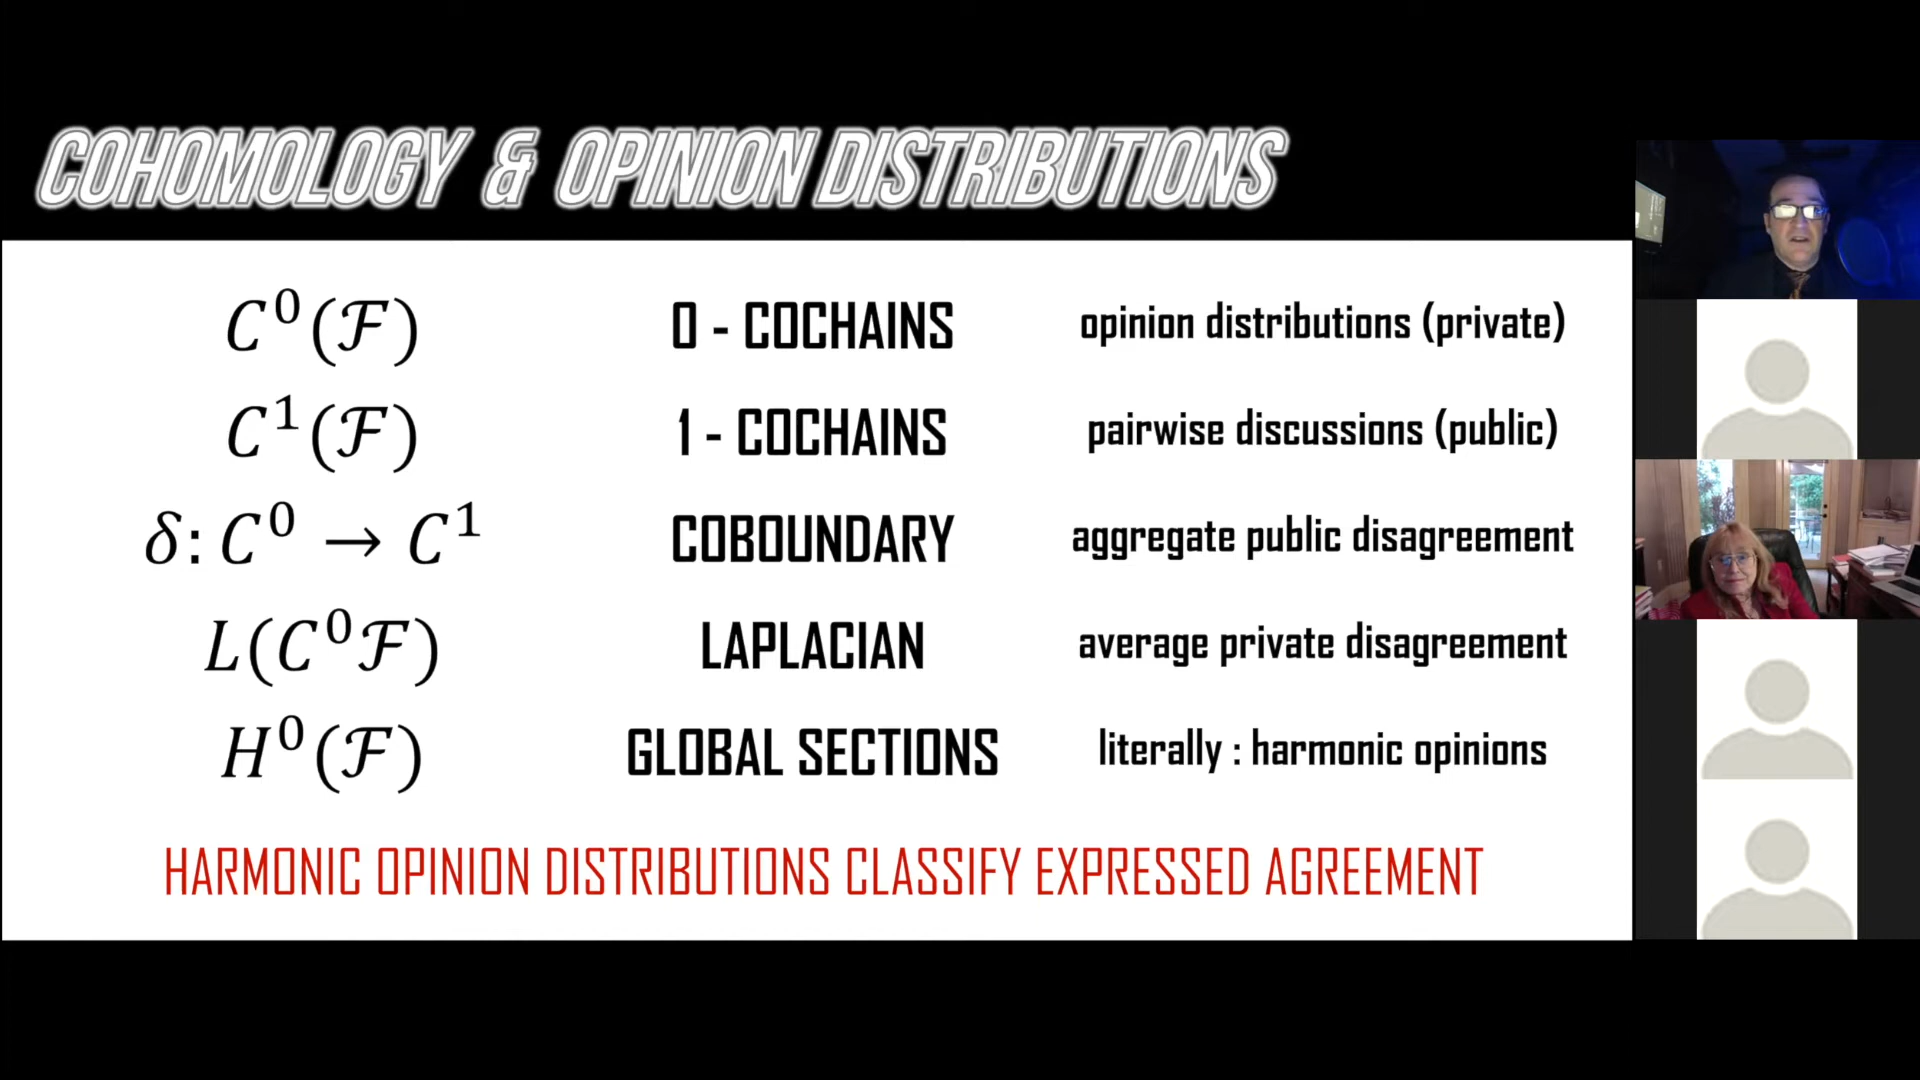 COHOMOLOGY & OPINION DISTRIBUTIONS
C⁰(ℱ) 0 - COCHAINS opinion distributions (private)
C¹(ℱ) 1 - COCHAINS pairwise discussions (public)
δ: C⁰ → C¹ COBOUNDARY aggregate public disagreement
L(C⁰ℱ) LAPLACIAN average private disagreement
H⁰(ℱ) GLOBAL SECTIONS literally : harmonic opinions
HARMONIC OPINION DISTRIBUTIONS CLASSIFY EXPRESSED AGREEMENT